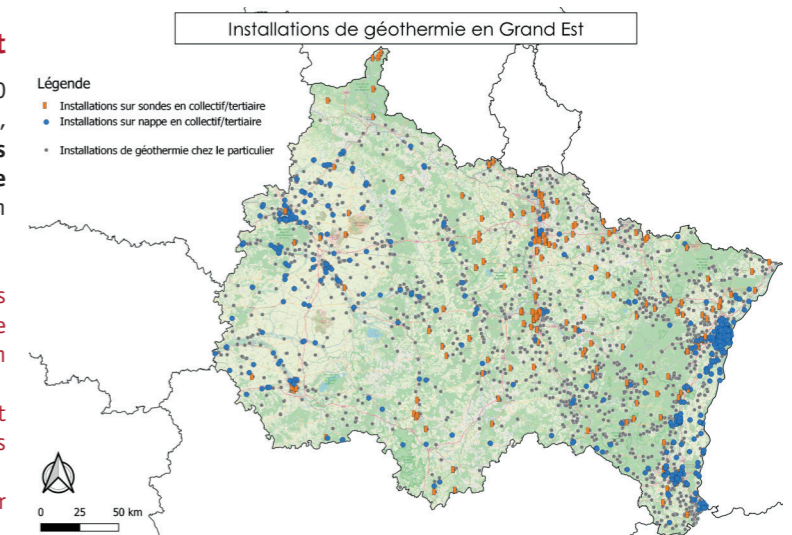 Installations de géothermie en Grand Est
t
0
,
s
e
n
s
e
n
t
s
r
Légende
Installations sur sondes en collectif/tertiaire
Installations sur nappe en collectif/tertiaire
Installations de géothermie chez le particulier
0 25 50 km